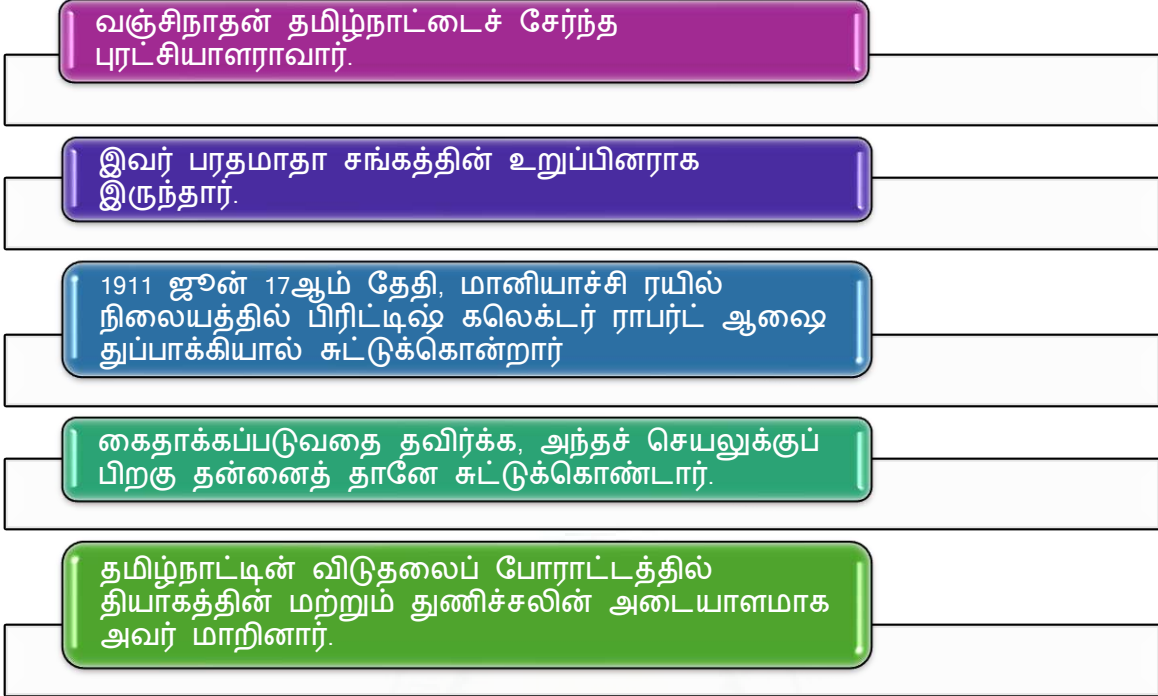 வஞ்சிநாதன் தமிழ்நாட்டைச் சேர்ந்த
புரட்சியாளராவார்.
இவர் பரதமாதா சங்கத்தின் உறுப்பினராக
இருந்தார்.
1911 ஜூன் 17ஆம் தேதி, மானியாச்சி ரயில்
நிலையத்தில் பிரிட்டிஷ் கலெக்டர் ராபர்ட் ஆஷை
துப்பாக்கியால் சுட்டுக்கொன்றார்
கைதாக்கப்படுவதை தவிர்க்க, அந்தச் செயலுக்குப்
பிறகு தன்னைத் தானே சுட்டுக்கொண்டார்.
தமிழ்நாட்டின் விடுதலைப் போராட்டத்தில்
தியாகத்தின் மற்றும் துணிச்சலின் அடையாளமாக
அவர் மாறினார்.